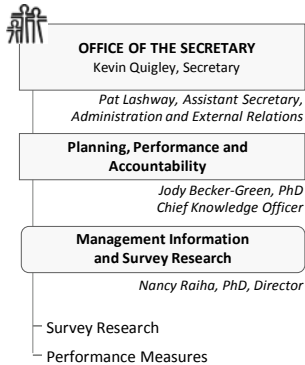 OFFICE OF THE SECRETARY
Kevin Quigley, Secretary
Pat Lashway, Assistant Secretary,
Administration and External Relations
Planning, Performance and
Accountability
Jody Becker-Green, PhD
Chief Knowledge Officer
Management Information
and Survey Research
Nancy Raiha, PhD, Director
Survey Research
Performance Measures